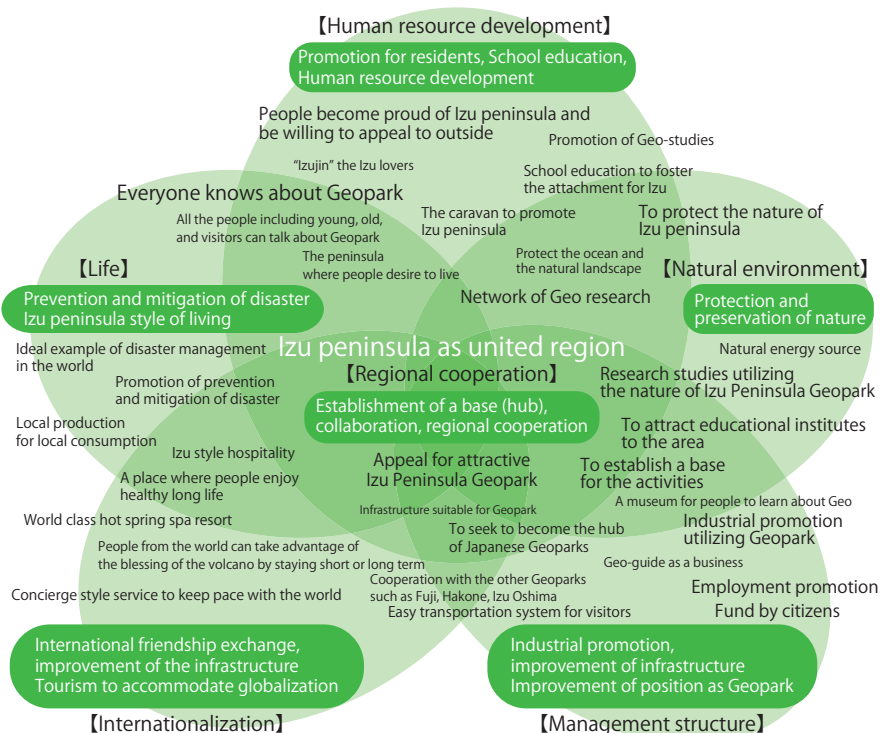 【Human resource development】
Promotion for residents, School education,
Human resource development
People become proud of Izu peninsula and
be willing to appeal to outside
Promotion of Geo-studies
"Izujin" the Izu lovers
School education to foster
the attachment for Izu
Everyone knows about Geopark
All the people including young, old,
and visitors can talk about Geopark
The caravan to promote
Izu peninsula
To protect the nature of
Izu peninsula
The peninsula
where people desire to live
Protect the ocean and
the natural landscape
Network of Geo research
【Life】
Prevention and mitigation of disaster
Izu peninsula style of living
【Natural environment】
Protection and
preservation of nature
Izu peninsula as united region
【Regional cooperation】
Establishment of a base (hub),
collaboration, regional cooperation
Ideal example of disaster management
in the world
Promotion of prevention
and mitigation of disaster
Local production
for local consumption
Izu style hospitality
A place where people enjoy
healthy long life
World class hot spring spa resort
People from the world can take advantage of
the blessing of the volcano by staying short or long term
Concierge style service to keep pace with the world
Natural energy source
Research studies utilizing
the nature of Izu Peninsula Geopark
To attract educational institutes
to the area
To establish a base
for the activities
A museum for people to learn about Geo
Appeal for attractive
Izu Peninsula Geopark
Infrastructure suitable for Geopark
To seek to become the hub
of Japanese Geoparks
Industrial promotion
utilizing Geopark
Geo-guide as a business
Cooperation with the other Geoparks
such as Fuji, Hakone, Izu Oshima
Easy transportation system for visitors
Employment promotion
Fund by citizens
International friendship exchange,
improvement of the infrastructure
Tourism to accommodate globalization
【Internationalization】
Industrial promotion,
improvement of infrastructure
Improvement of position as Geopark
【Management structure】